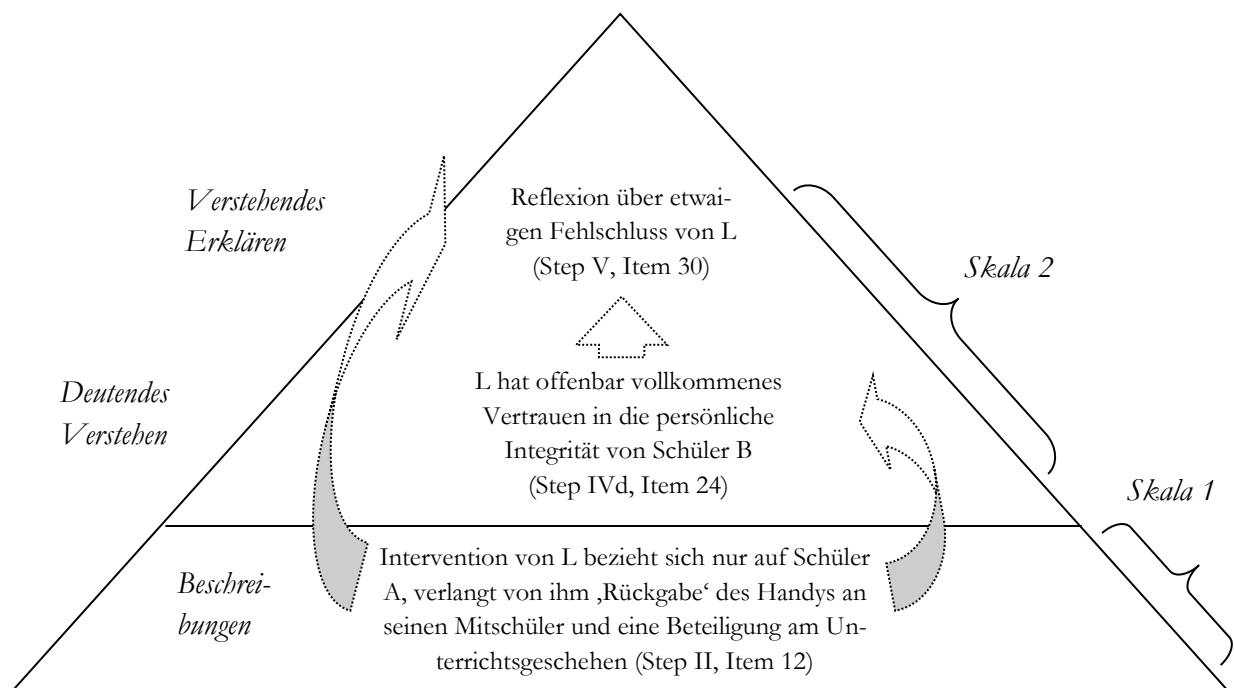 Verstehendes
Erklären
Reflexion über etwai-
gen Fehlschluss von L
(Step V, Item 30)
Skala 2
Deutendes
Verstehen
L hat offenbar vollkommenes
Vertrauen in die persönliche
Integrität von Schüler B
(Step IVd, Item 24)
Skala 1
Beschrei-
bungen
Intervention von L bezieht sich nur auf Schüler
A, verlangt von ihm ‚Rückgabe‘ des Handys an
seinen Mitschüler und eine Beteiligung am Un-
terrichtsgeschehen (Step II, Item 12)